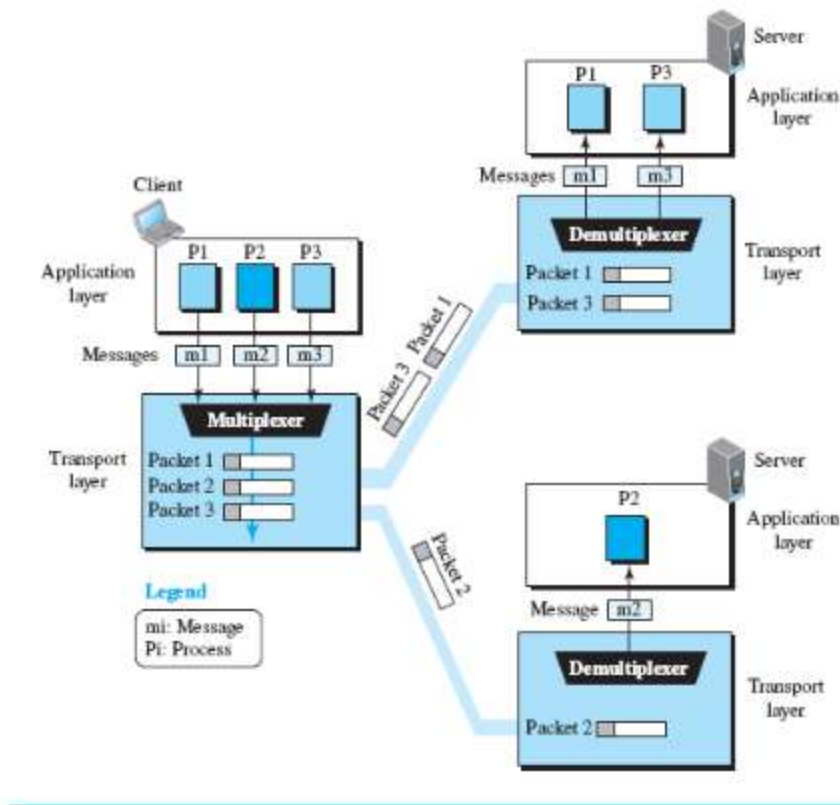 Server
P1 P3
Application
layer
Messages m1 m3
Demultiplexer
Packet 1
Packet 3
Transport
layer
Client
P1 P2 P3
Application
layer
Messages m1 m2 m3
Multiplexer
Transport
layer
Packet 1
Packet 2
Packet 3
Packet 1
Packet 3
Packet 2
Server
P2
Application
layer
Message m2
Demultiplexer
Packet 2
Transport
layer
Legend
mi: Message
Pi: Process